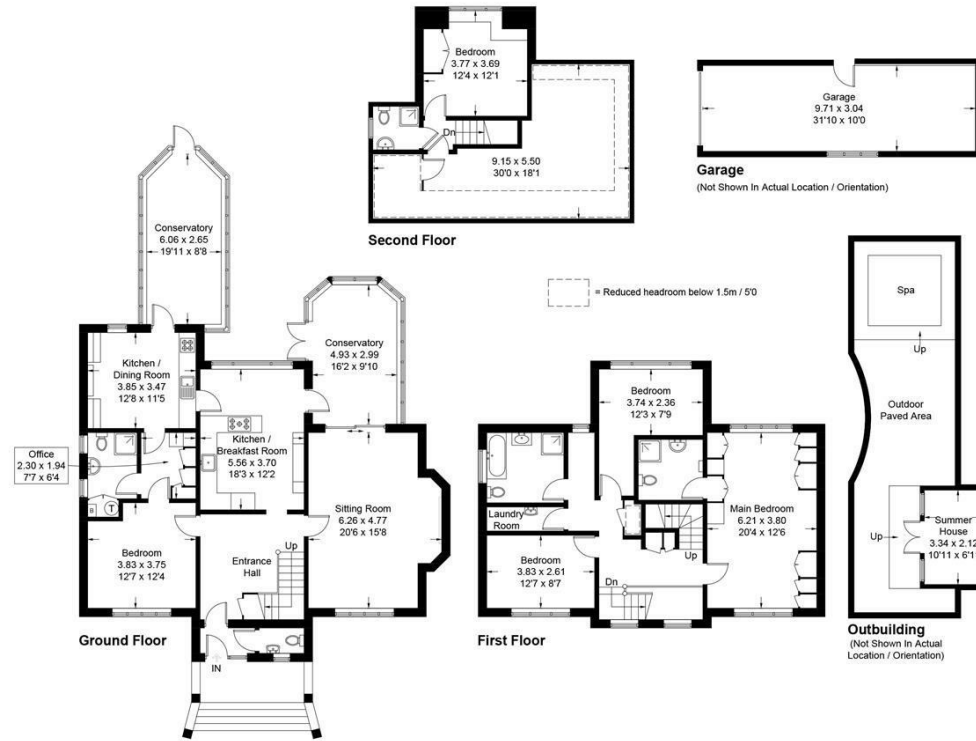 Bedroom
3.77 x 3.69
12'4 x 12'1
Dn
9.15 x 5.50
30'0 x 18'1
Second Floor
Garage
9.71 x 3.04
31'10 x 10'0
Garage
(Not Shown In Actual Location / Orientation)
= Reduced headroom below 1.5m / 5'0
Conservatory
6.06 x 2.65
19'11 x 8'8
Conservatory
4.93 x 2.99
16'2 x 9'10
Kitchen /
Dining Room
3.85 x 3.47
12'8 x 11'5
Office
2.30 x 1.94
7'7 x 6'4
T
Kitchen /
Breakfast Room
5.56 x 3.70
18'3 x 12'2
Sitting Room
6.26 x 4.77
20'6 x 15'8
Bedroom
3.83 x 3.75
12'7 x 12'4
Entrance
Hall
Up
IN
Ground Floor
Bedroom
3.74 x 2.36
12'3 x 7'9
Laundry
Room
Main Bedroom
6.21 x 3.80
20'4 x 12'6
Bedroom
3.83 x 2.61
12'7 x 8'7
Up
Dn
First Floor
Spa
Up
Outdoor
Paved Area
Up
Summer
House
3.34 x 2.12
10'11 x 6'11
Outbuilding
(Not Shown In Actual
Location / Orientation)